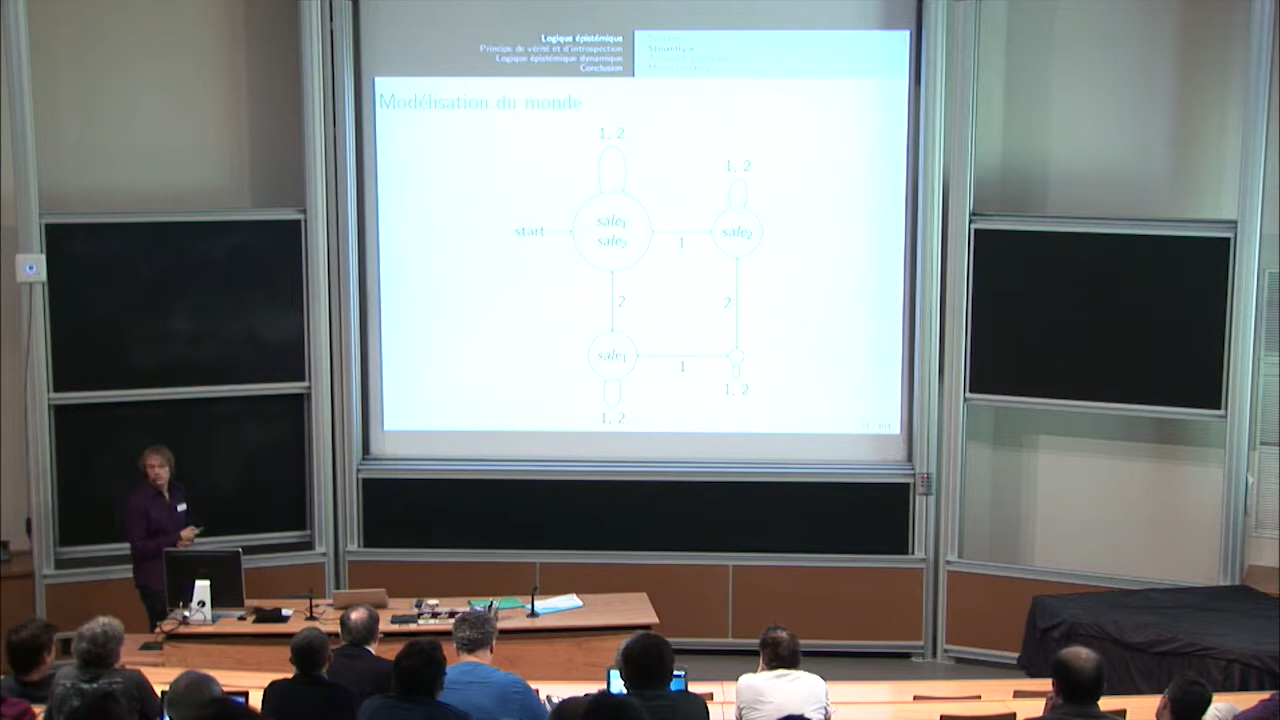 Logique épistémique
Principe de vérité et d'introspection
Logique épistémique dynamique
Conclusion
Sémantique
Modélisation du monde
1, 2
1, 2
start
sale₁
sale₂
1
sale₂
2
2
sale₁
1
1, 2
1, 2